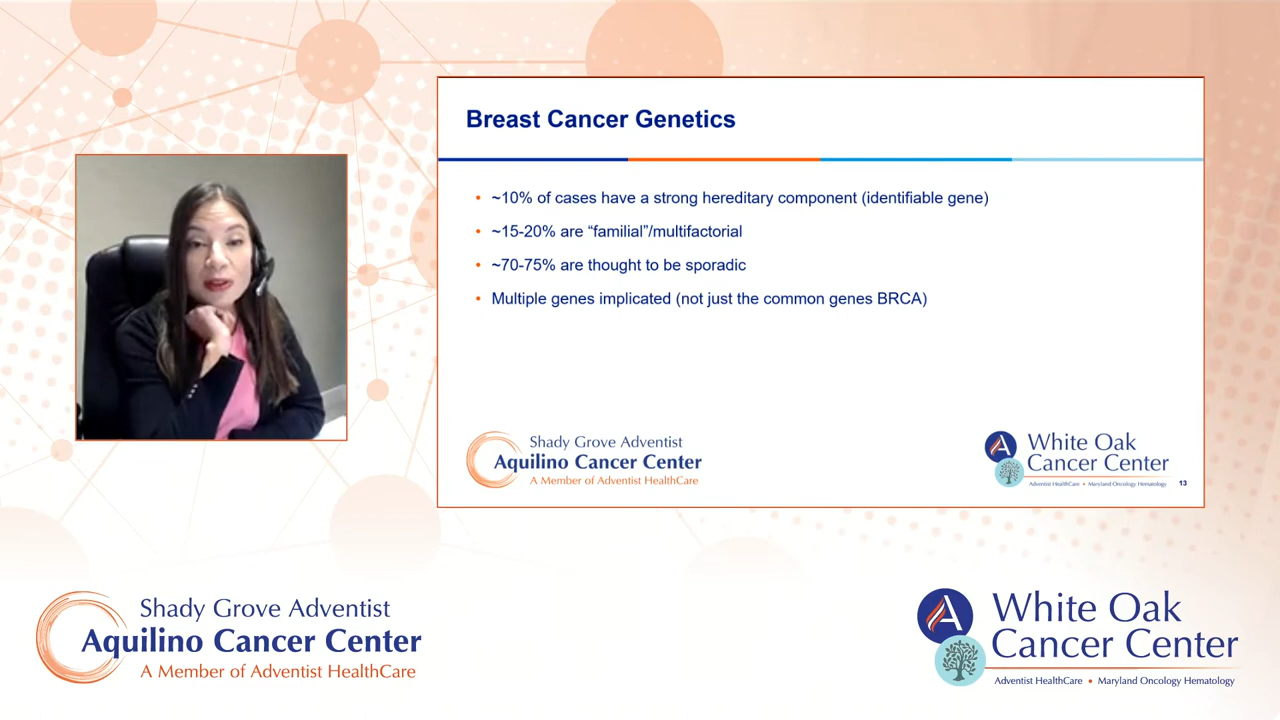 Breast Cancer Genetics
• ~10% of cases have a strong hereditary component (identifiable gene)
• ~15-20% are “familial”/multifactorial
• ~70-75% are thought to be sporadic
• Multiple genes implicated (not just the common genes BRCA)
Shady Grove Adventist
Aquilino Cancer Center
A Member of Adventist HealthCare
A
White Oak
Cancer Center
Adventist HealthCare • Maryland Oncology Hematology
13
Shady Grove Adventist
Aquilino Cancer Center
A Member of Adventist HealthCare
A
White Oak
Cancer Center
Adventist HealthCare • Maryland Oncology Hematology